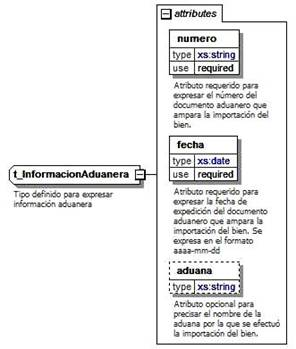 attributes
numero
type xs:string
use required
Atributo requerido para
expresar el número del
documento aduanero que
ampara la importación del
bien.
fecha
type xs:date
use required
Atributo requerido para
expresar la fecha de
expedición del documento
aduanero que ampara la
importación del bien. Se
expresa en el formato
aaaa-mm-dd
t_InformacionAduanera
Tipo definido para expresar
información aduanera
aduana
type xs:string
Atributo opcional para
precisar el nombre de la
aduana por la que se efectuó
la importación del bien.